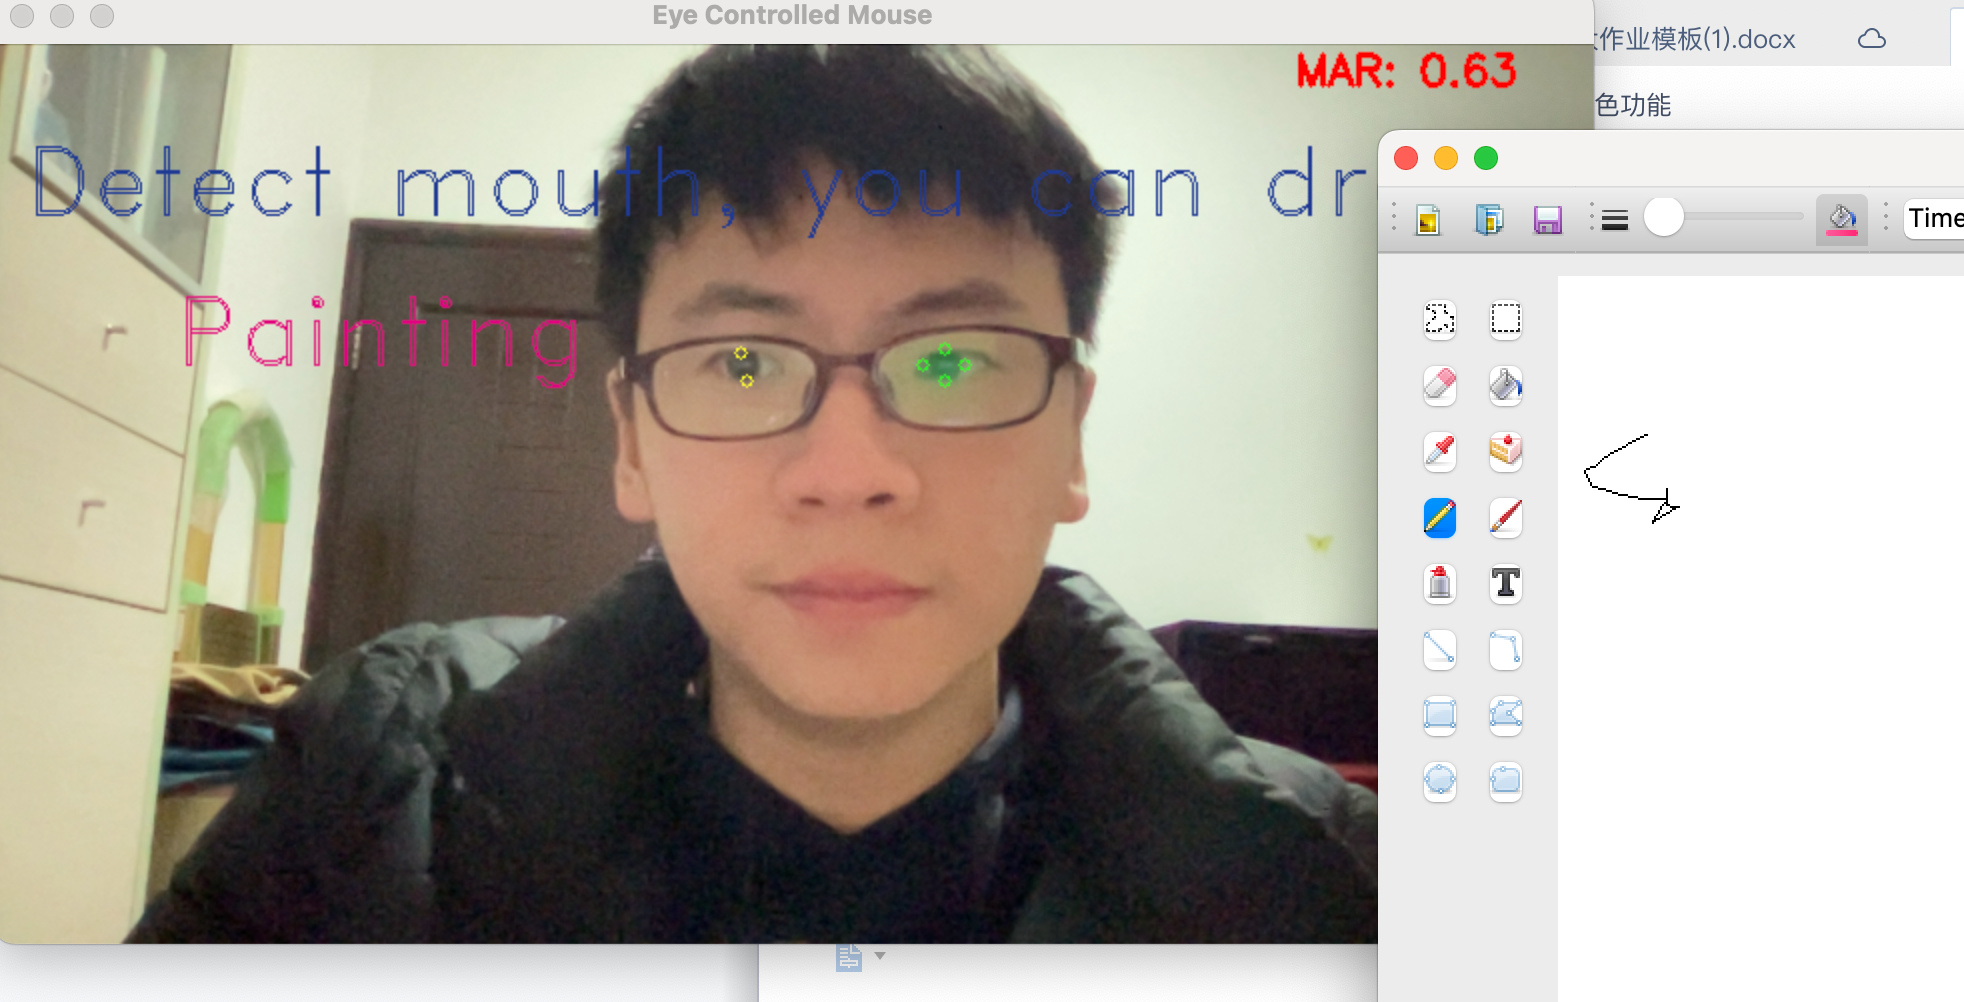 Eye Controlled Mouse
作业模板(1).docx
MAR: 0.63
色功能
Detect mouth, you can dr
Time
Painting
T